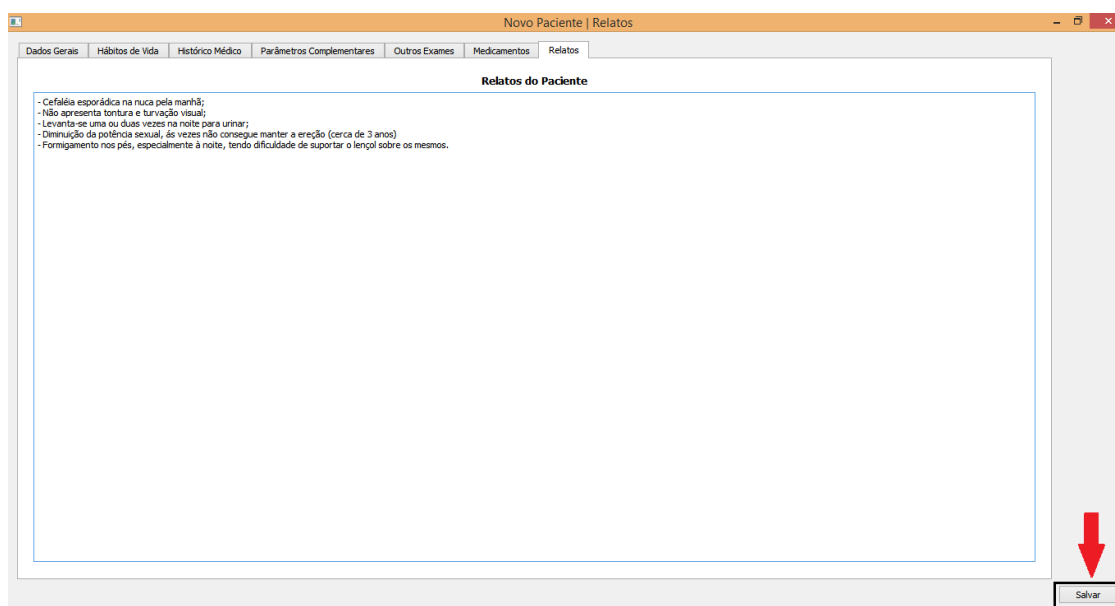 Novo Paciente | Relatos
Dados Gerais Hábitos de Vida Histórico Médico Parâmetros Complementares Outros Exames Medicamentos Relatos
Relatos do Paciente
- Cefaléia esporádica na nuca pela manhã;
- Não apresenta tontura e turvação visual;
- Levanta-se uma ou duas vezes na noite para urinar;
- Diminuição da potência sexual, ás vezes não consegue manter a ereção (cerca de 3 anos)
- Formigamento nos pés, especialmente à noite, tendo dificuldade de suportar o lençol sobre os mesmos.
Salvar